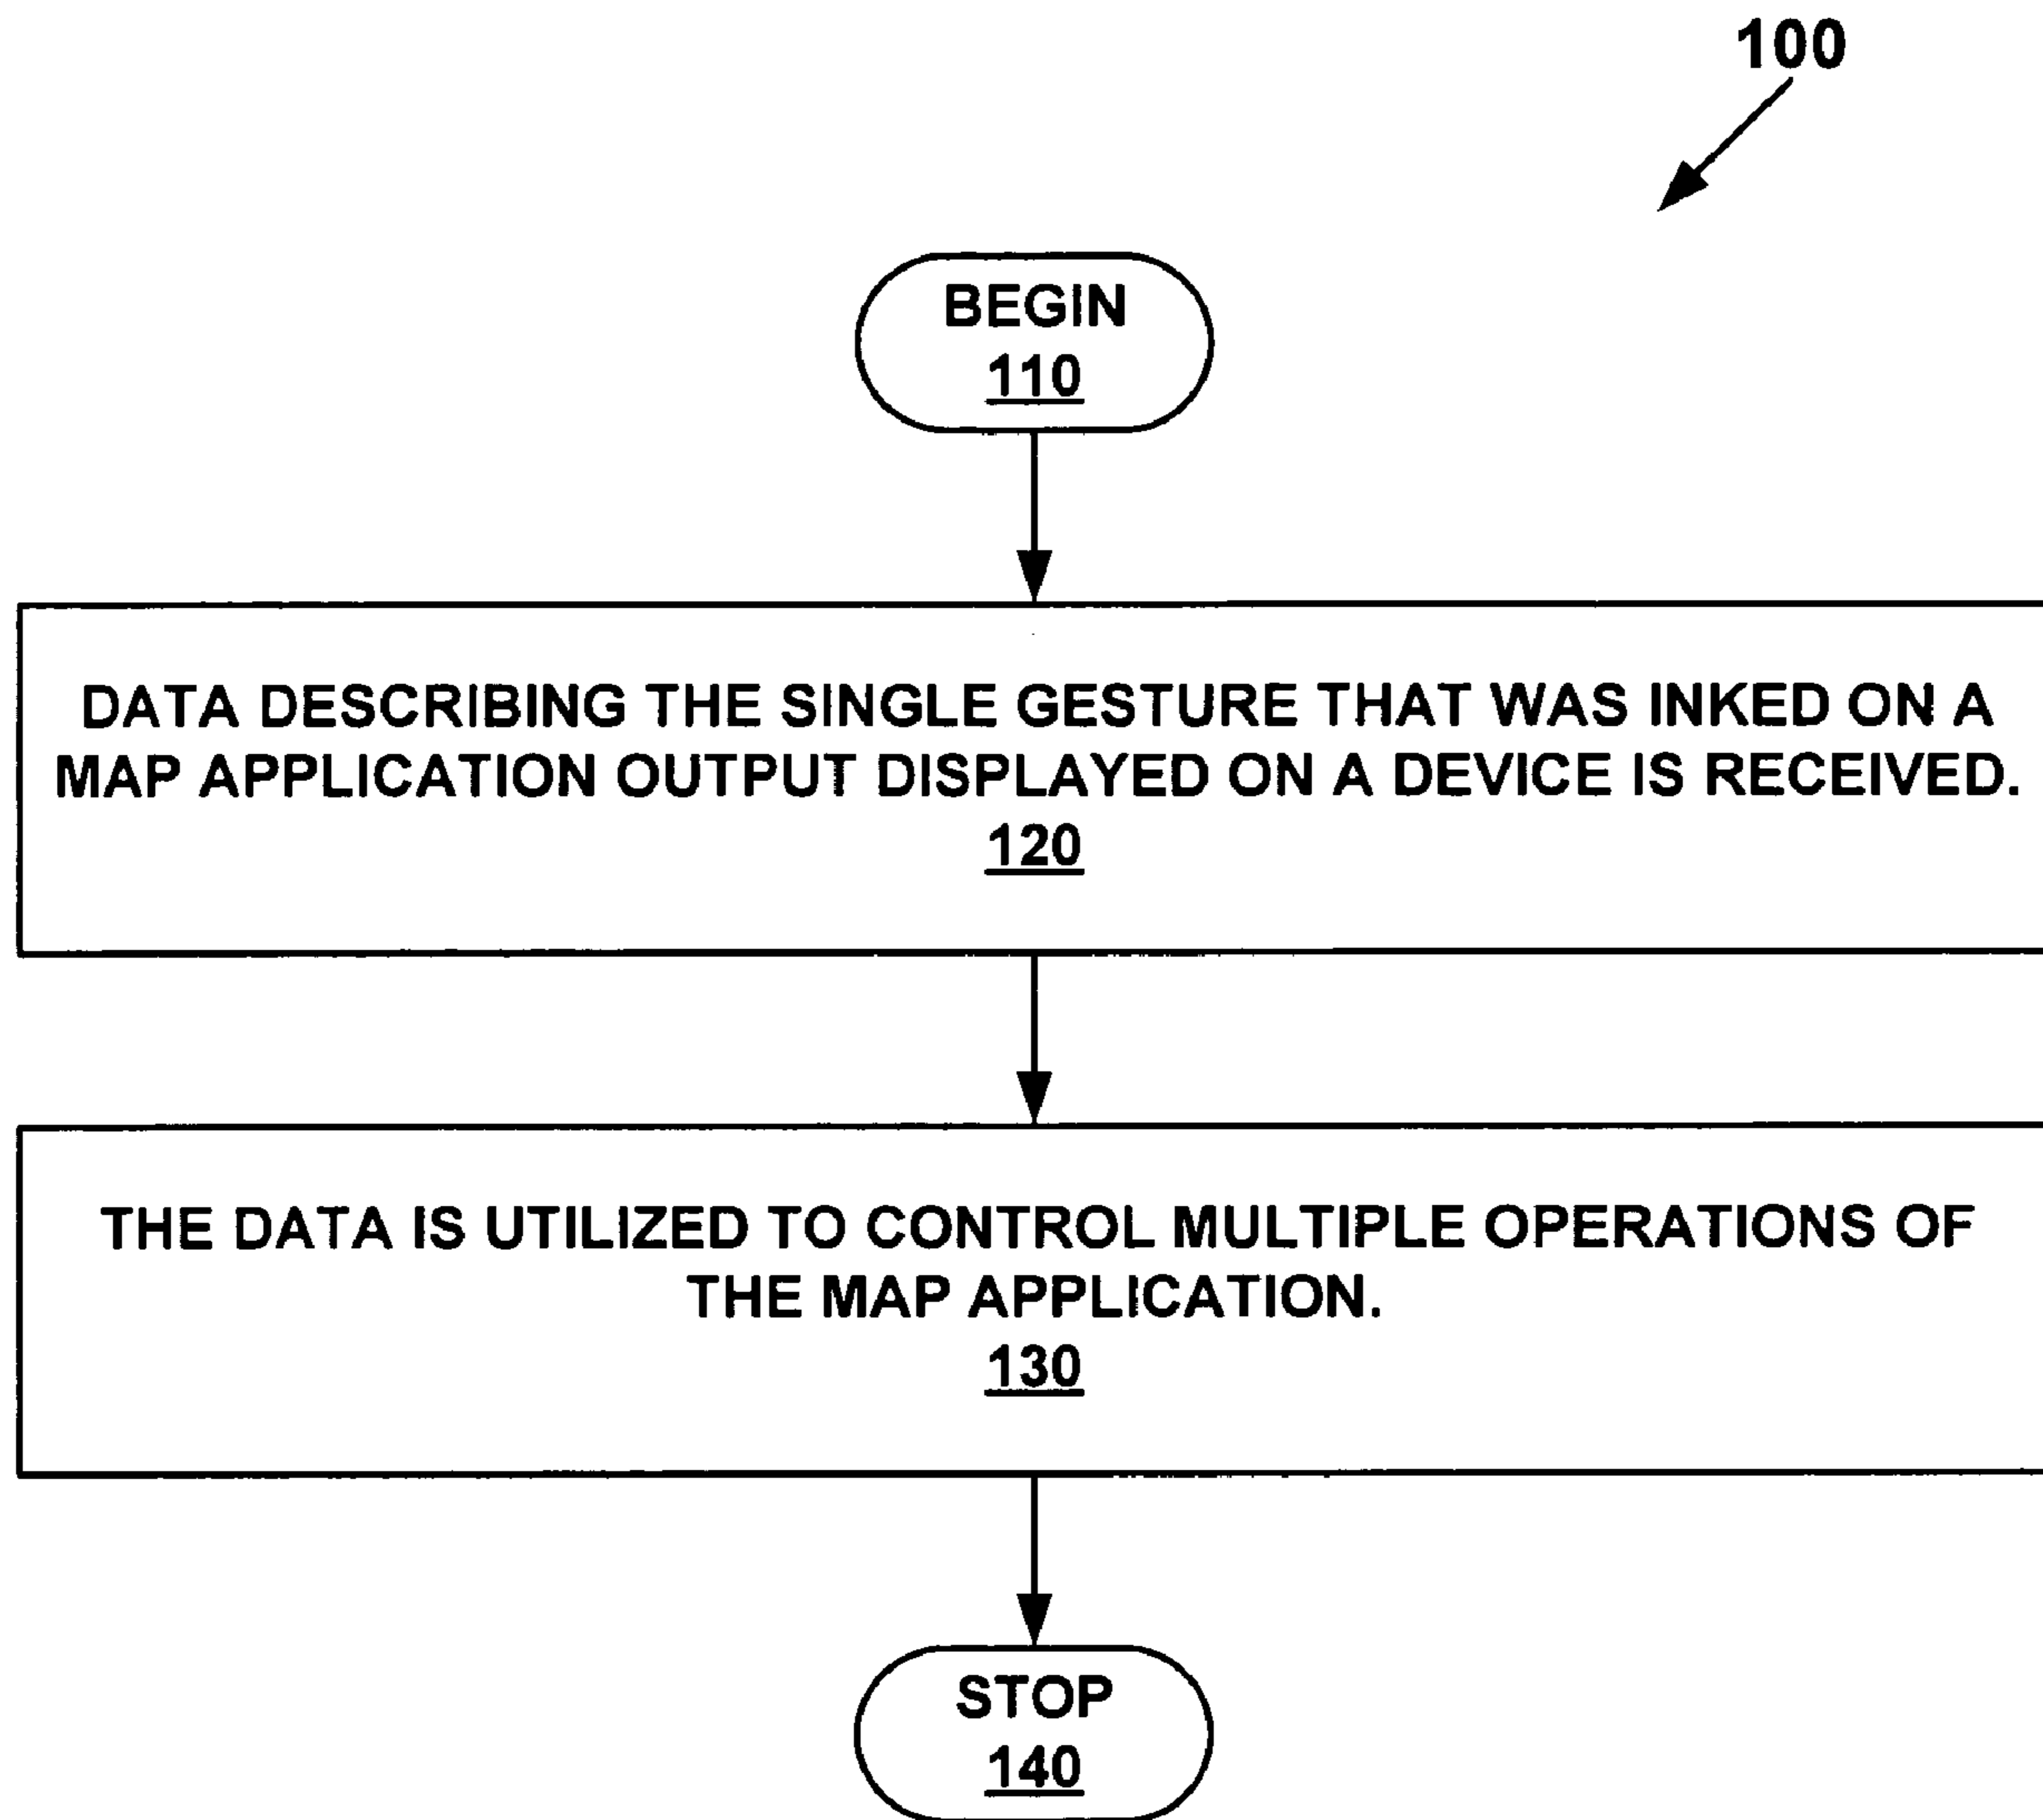 100
BEGIN
110
DATA DESCRIBING THE SINGLE GESTURE THAT WAS INKED ON A
MAP APPLICATION OUTPUT DISPLAYED ON A DEVICE IS RECEIVED.
120
THE DATA IS UTILIZED TO CONTROL MULTIPLE OPERATIONS OF
THE MAP APPLICATION.
130
STOP
140